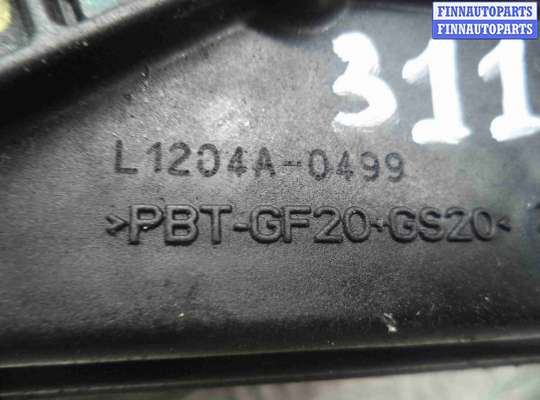 FINNAUTOPARTS
FINNAUTOPARTS
311
L1204A-0499
>PBT-GF20+GS20<